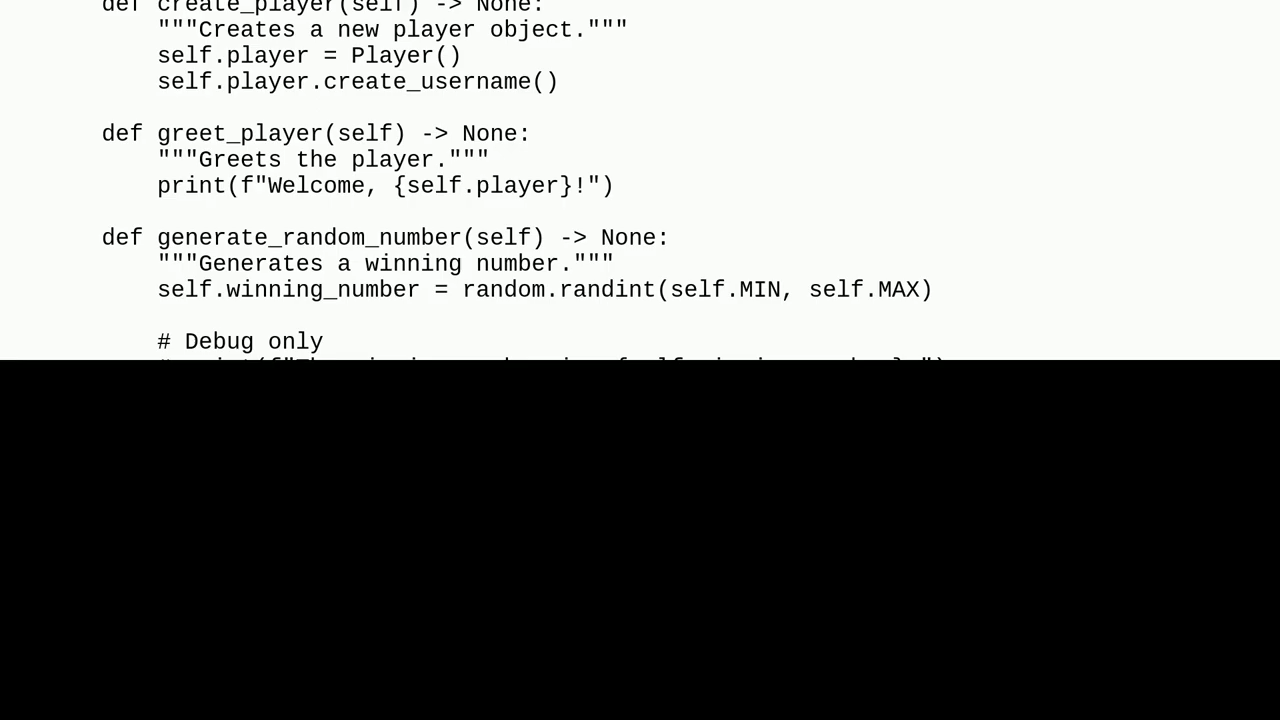 def create_player(self) -> None:
"""Creates a new player object."""
self.player = Player()
self.player.create_username()
def greet_player(self) -> None:
"""Greets the player."""
print(f"Welcome, {self.player}!")
def generate_random_number(self) -> None:
"""Generates a winning number."""
self.winning_number = random.randint(self.MIN, self.MAX)
# Debug only